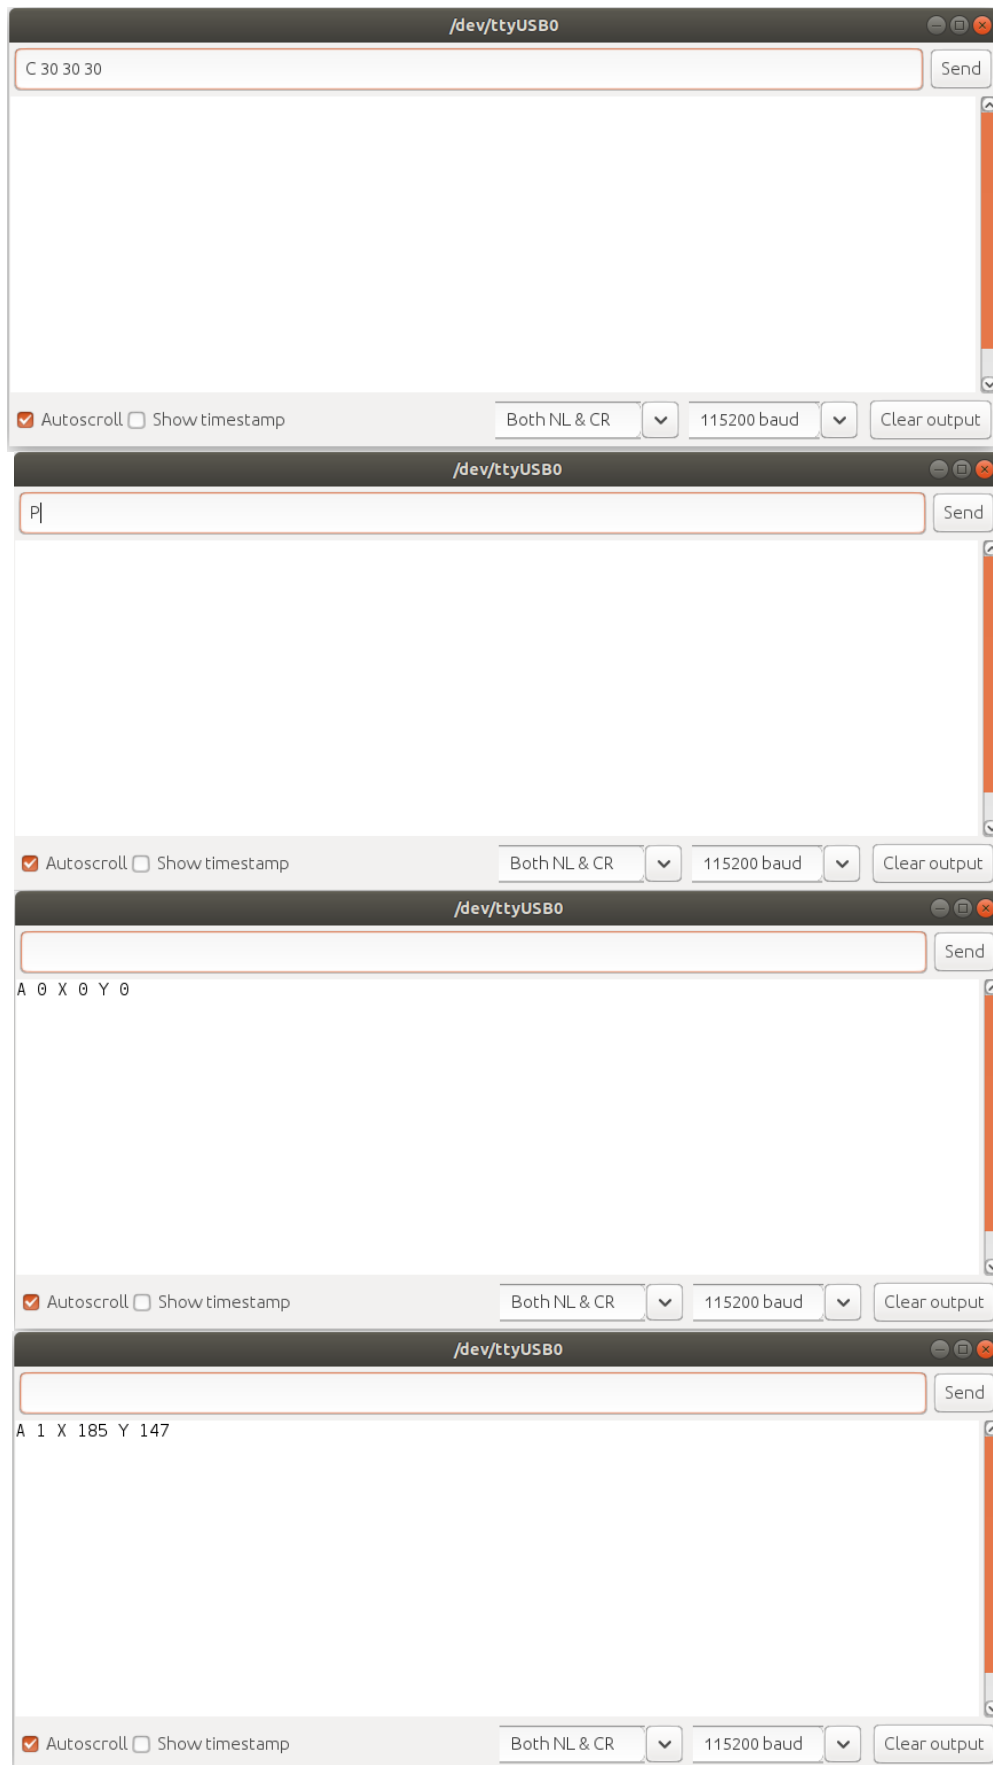 /dev/ttyUSB0
C 30 30 30 Send
Autoscroll Show timestamp Both NL & CR 115200 baud Clear output
/dev/ttyUSB0
P Send
Autoscroll Show timestamp Both NL & CR 115200 baud Clear output
/dev/ttyUSB0
Send
A 0 X 0 Y 0
Autoscroll Show timestamp Both NL & CR 115200 baud Clear output
/dev/ttyUSB0
Send
A 1 X 185 Y 147
Autoscroll Show timestamp Both NL & CR 115200 baud Clear output